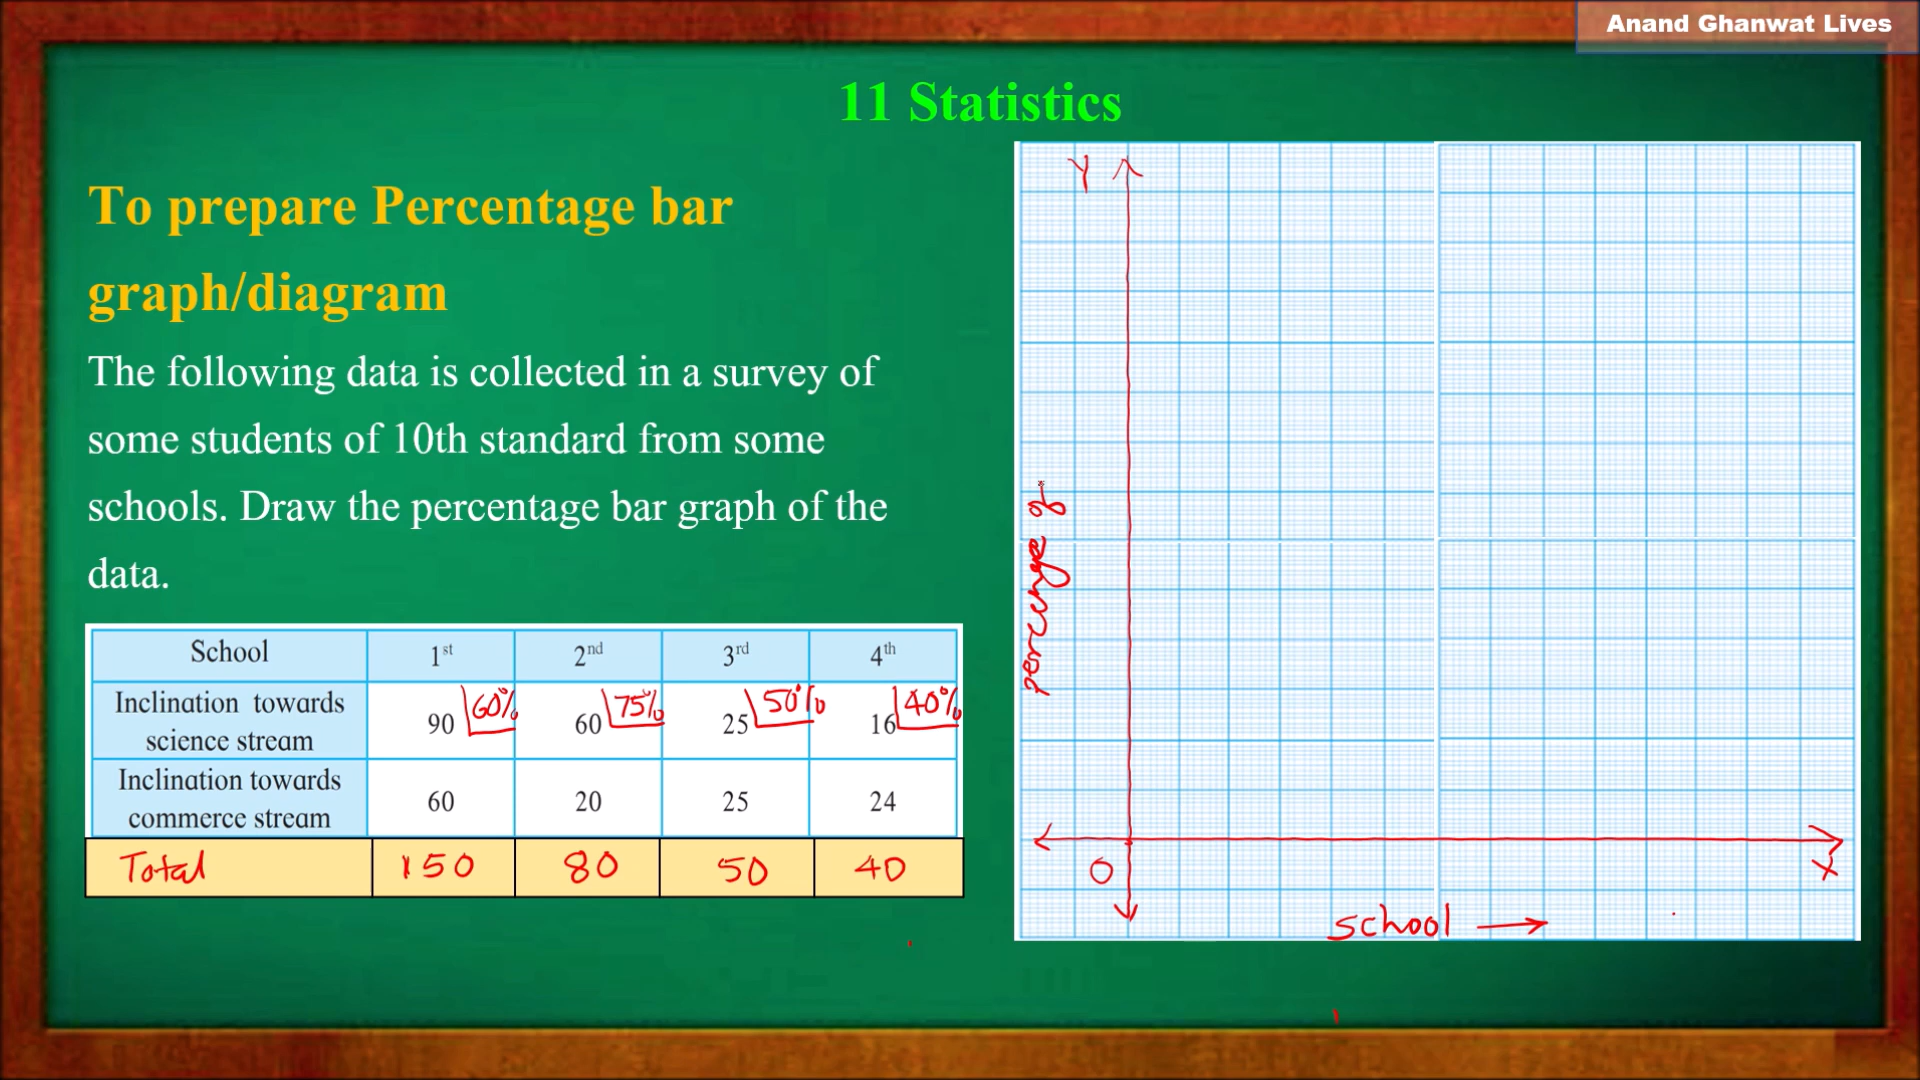 Anand Ghanwat Lives
11 Statistics
To prepare Percentage bar
graph/diagram
The following data is collected in a survey of
some students of 10th standard from some
schools. Draw the percentage bar graph of the
data.
School 1st 2nd 3rd 4th
Inclination towards
science stream 90 60% 60 75% 25 50% 16 40%
Inclination towards
commerce stream 60 20 25 24
Total 150 80 50 40
Y
percentage of
O
X
school →